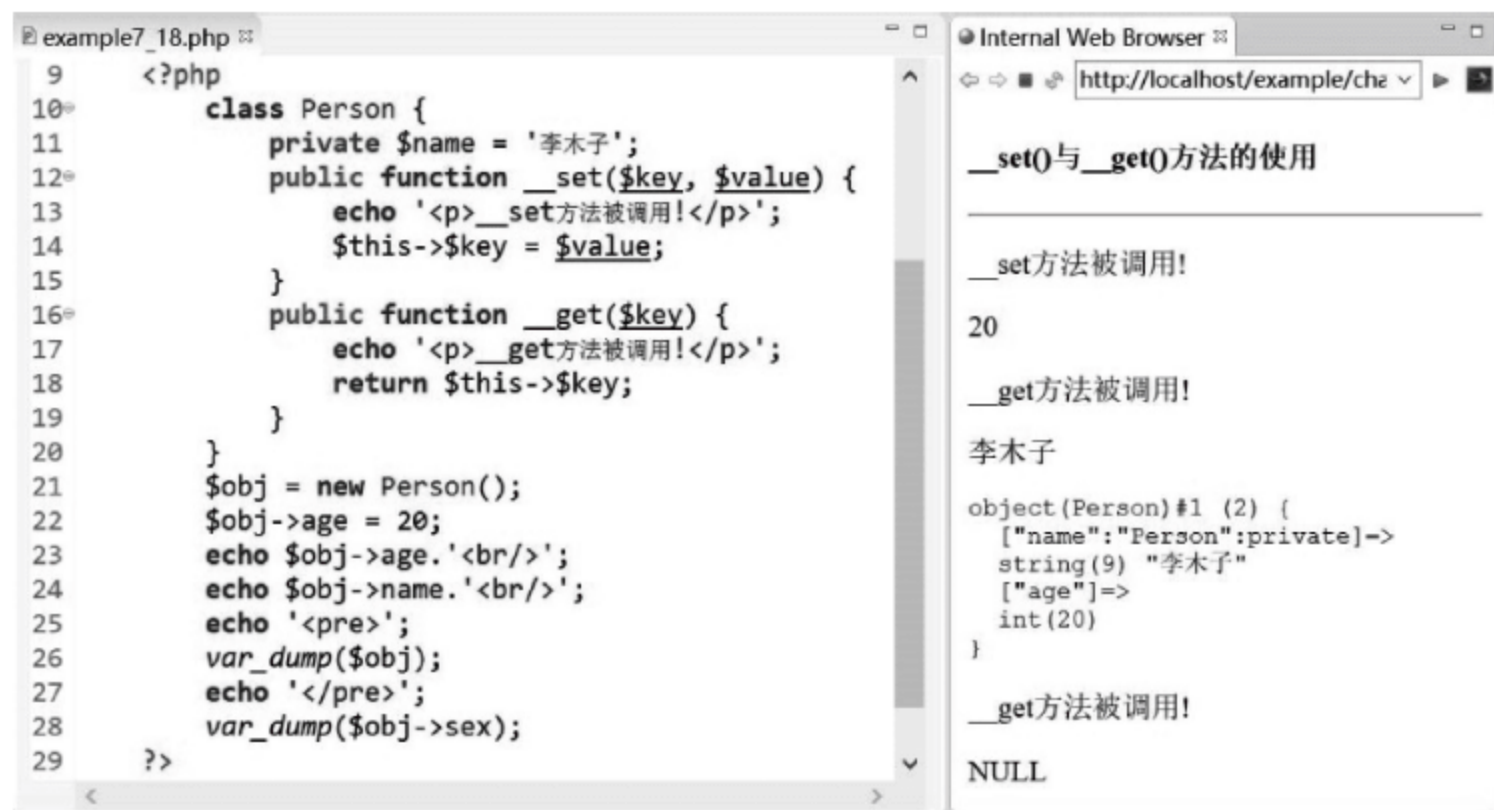 example7_18.php
9 <?php
10 class Person {
11 private $name = '李木子';
12 public function __set($key, $value) {
13 echo '<p>__set方法被调用!</p>';
14 $this->$key = $value;
15 }
16 public function __get($key) {
17 echo '<p>__get方法被调用!</p>';
18 return $this->$key;
19 }
20 }
21 $obj = new Person();
22 $obj->age = 20;
23 echo $obj->age.'<br/>';
24 echo $obj->name.'<br/>';
25 echo '<pre>';
26 var_dump($obj);
27 echo '</pre>';
28 var_dump($obj->sex);
29 ?>
Internal Web Browser
http://localhost/example/cha
__set()与__get()方法的使用
__set方法被调用!
20
__get方法被调用!
李木子
object(Person)#1 (2) {
["name":"Person":private]=>
string(9) "李木子"
["age"]=>
int(20)
}
__get方法被调用!
NULL